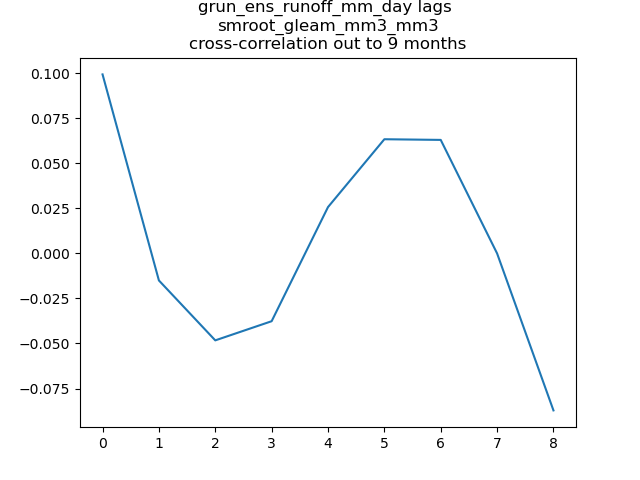 grun_ens_runoff_mm_day lags
smroot_gleam_mm3_mm3
cross-correlation out to 9 months
0.100
0.075
0.050
0.025
0.000
−0.025
−0.050
−0.075
0 1 2 3 4 5 6 7 8